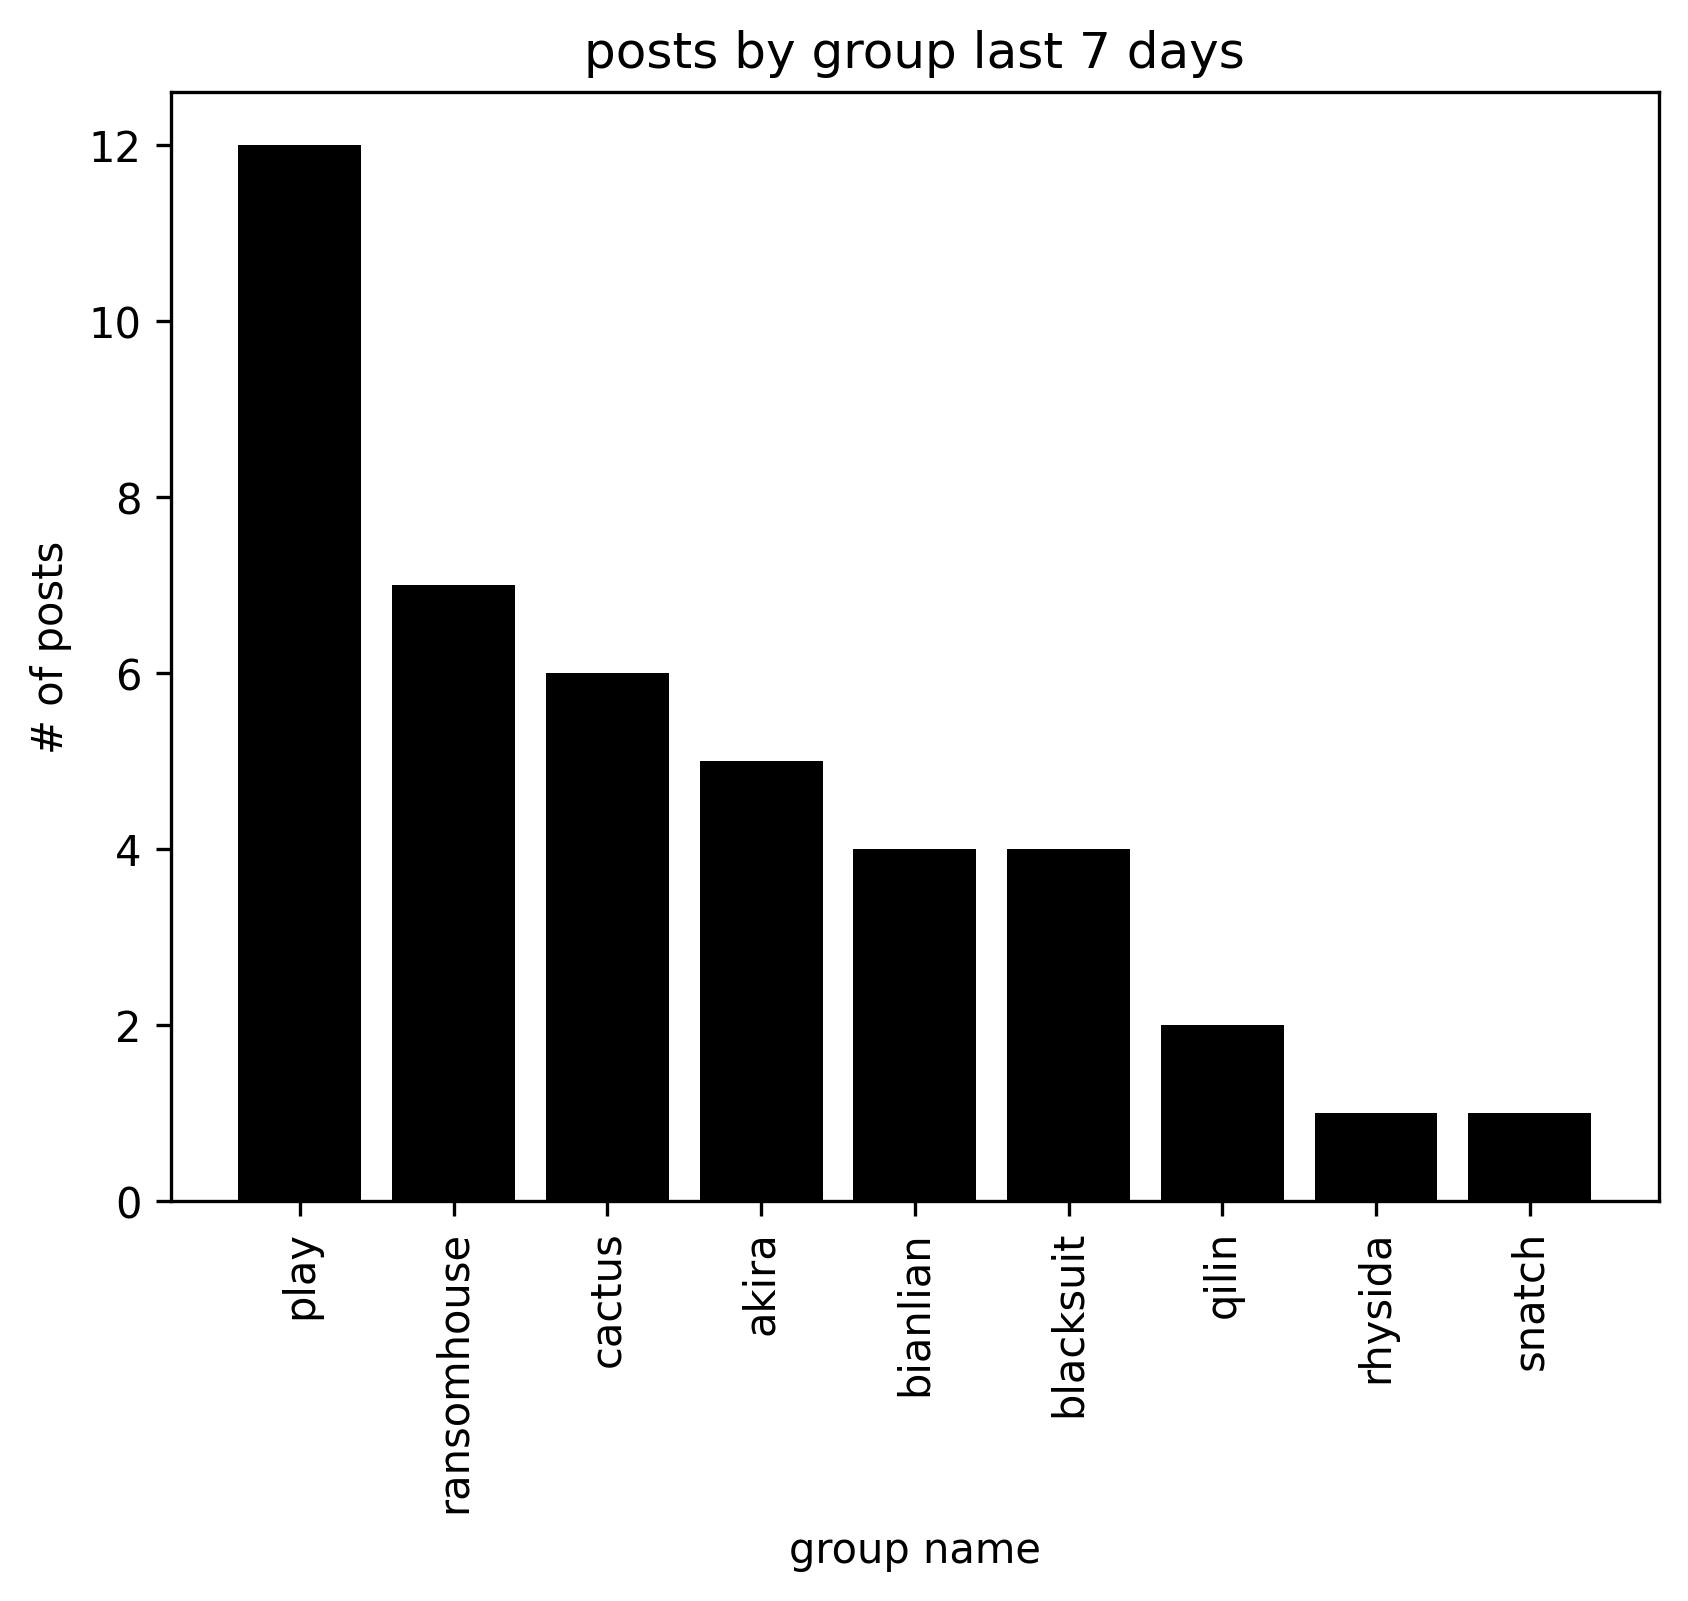 posts by group last 7 days
12
10
8
6
4
2
0
# of posts
play
ransomhouse
cactus
akira
bianlian
blacksuit
qilin
rhysida
snatch
group name